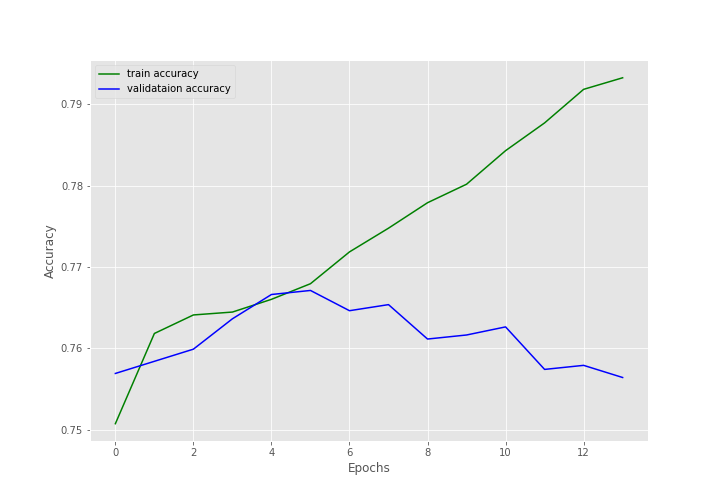 train accuracy
validataion accuracy
0.79
0.78
0.77
0.76
0.75
Accuracy
0 2 4 6 8 10 12
Epochs